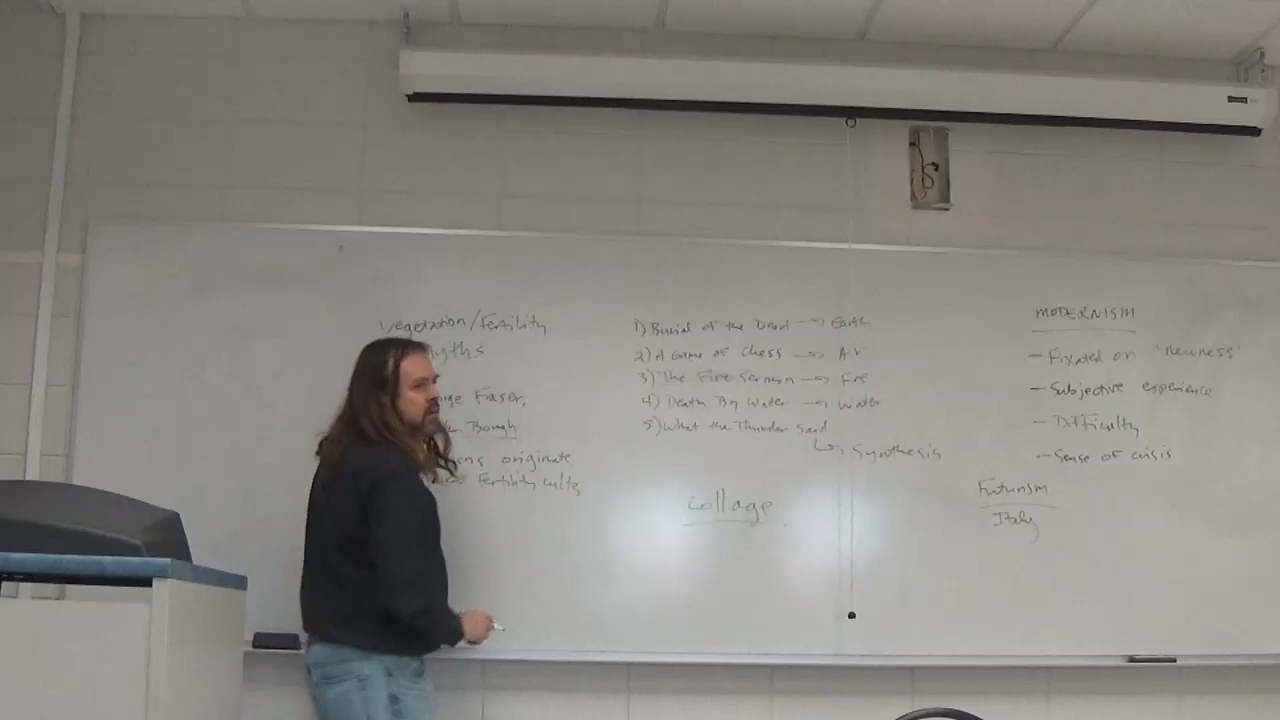 Vegetation/Fertility
myths
Fraser,
Bough
originate
Fertility cults
1) Burial of the Dead → Earth
2) A Game of Chess → Air
3) The Fire Sermon → Fire
4) Death By Water → Water
5) What the Thunder Said
↳ Synthesis
Collage
MODERNISM
- Fixated on 'newness'
- Subjective experience
- Difficulty
- Sense of crisis
Futurism
Italy